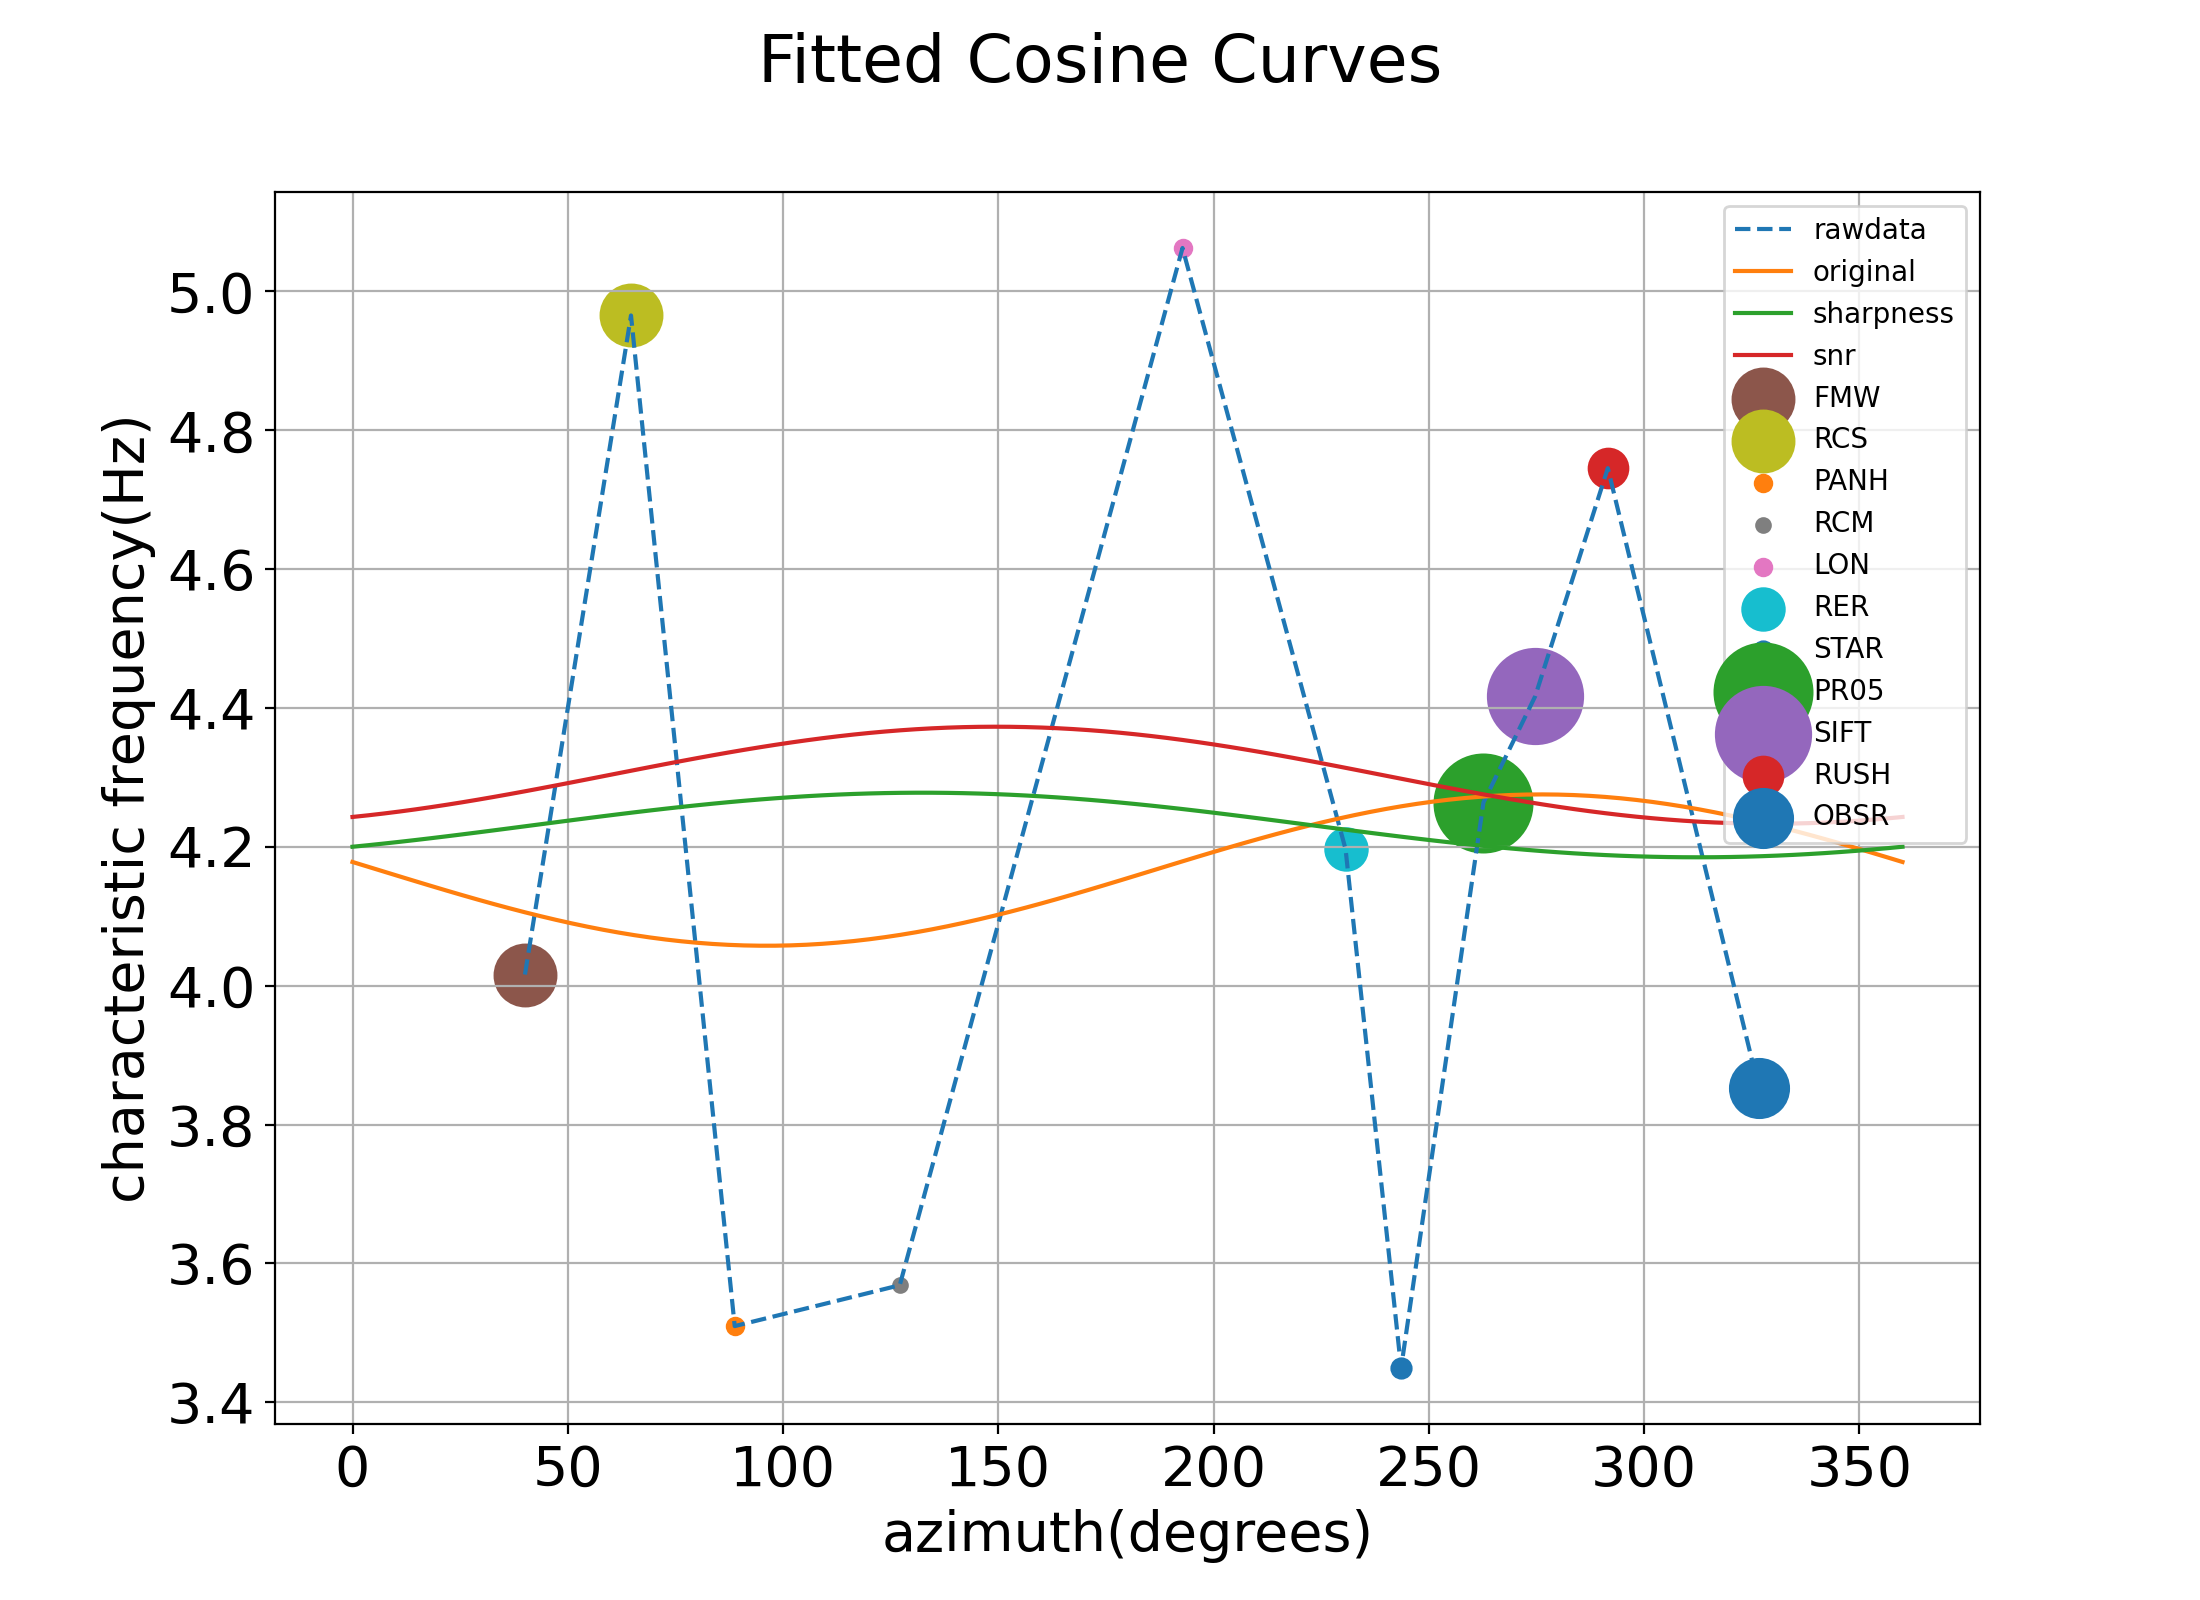 Fitted Cosine Curves
characteristic frequency(Hz)
5.0
4.8
4.6
4.4
4.2
4.0
3.8
3.6
3.4
rawdata
original
sharpness
snr
FMW
RCS
PANH
RCM
LON
RER
STAR
PR05
SIFT
RUSH
OBSR
0 50 100 150 200 250 300 350
azimuth(degrees)